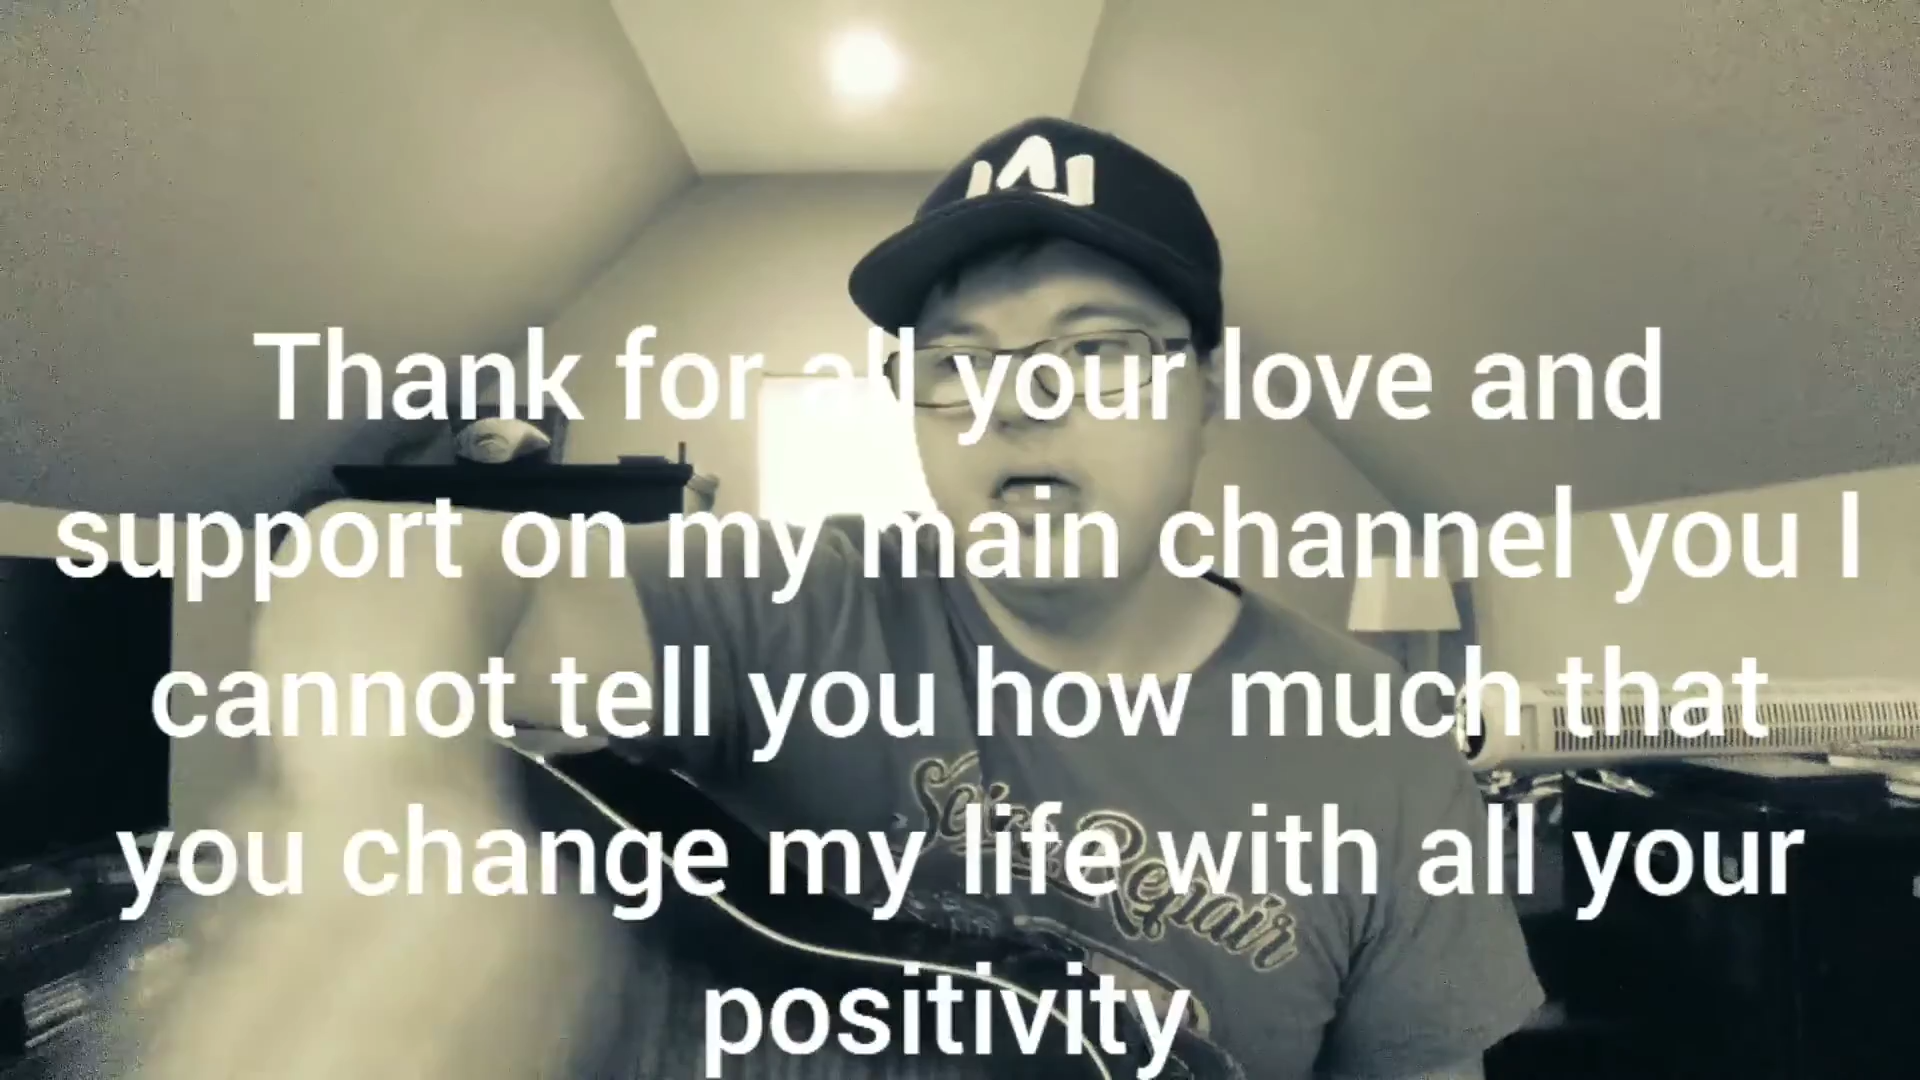 Thank for all your love and
support on my main channel you I
cannot tell you how much that
you change my life with all your
positivity
Repair